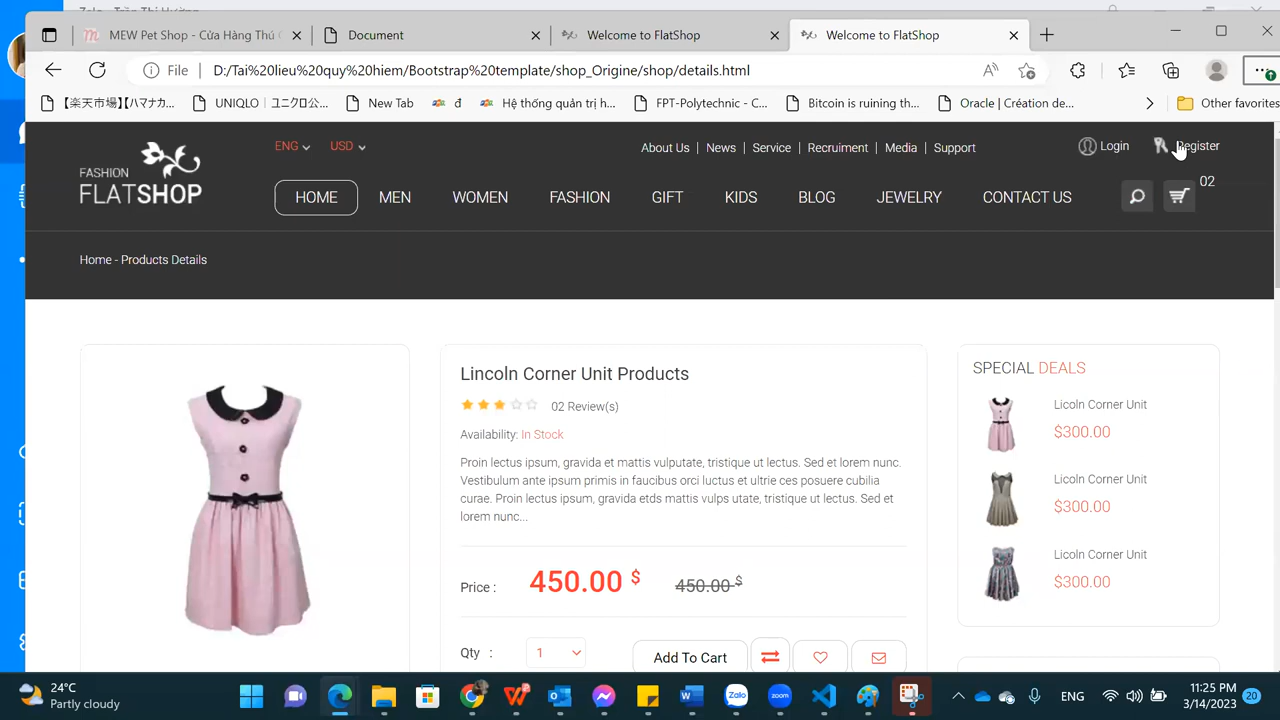 MEW Pet Shop - Cửa Hàng Thú C
Document
Welcome to FlatShop
Welcome to FlatShop
File
D:/Tai%20lieu%20quy%20hiem/Bootstrap%20template/shop_Origine/shop/details.html
【楽天市場】【ハマナカ...
UNIQLO｜ユニクロ公...
New Tab
đ
Hệ thống quản trị h...
FPT-Polytechnic - C...
Bitcoin is ruining th...
Oracle | Création de...
Other favorites
ENG
USD
About Us | News | Service | Recruiment | Media | Support
Login
Register
FASHION
FLATSHOP
HOME
MEN
WOMEN
FASHION
GIFT
KIDS
BLOG
JEWELRY
CONTACT US
02
Home - Products Details
Lincoln Corner Unit Products
02 Review(s)
Availability: In Stock
Proin lectus ipsum, gravida et mattis vulputate, tristique ut lectus. Sed et lorem nunc.
Vestibulum ante ipsum primis in faucibus orci luctus et ultrie ces posuere cubilia
curae. Proin lectus ipsum, gravida etds mattis vulps utate, tristique ut lectus. Sed et
lorem nunc...
Price :
450.00 $
450.00 $
Qty :
1
Add To Cart
SPECIAL DEALS
Licoln Corner Unit
$300.00
Licoln Corner Unit
$300.00
Licoln Corner Unit
$300.00
24°C
Partly cloudy
Zalo
zoom
ENG
11:25 PM
3/14/2023
20